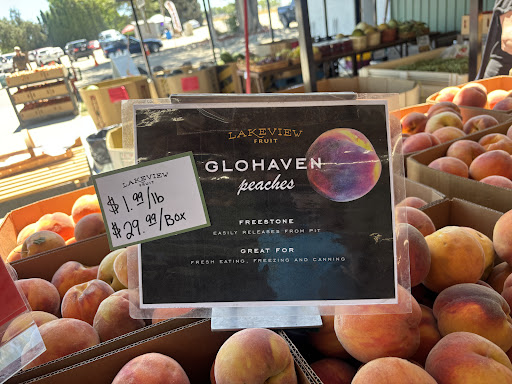 LAKEVIEW
FRUIT
GLOHAVEN
peaches
FREESTONE
EASILY RELEASES FROM PIT
GREAT FOR
FRESH EATING, FREEZING AND CANNING
LAKEVIEW
FRUIT
$1.99/lb
$29.99/Box